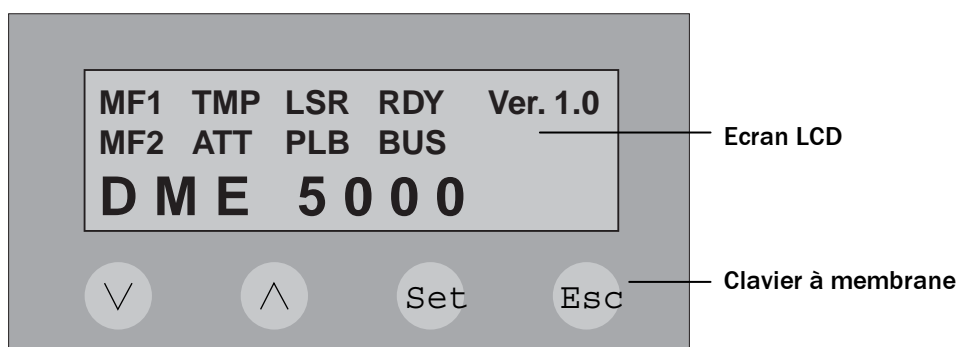 MF1 TMP LSR RDY Ver. 1.0
MF2 ATT PLB BUS
DME 5000
Ecran LCD
Set Esc
Clavier à membrane